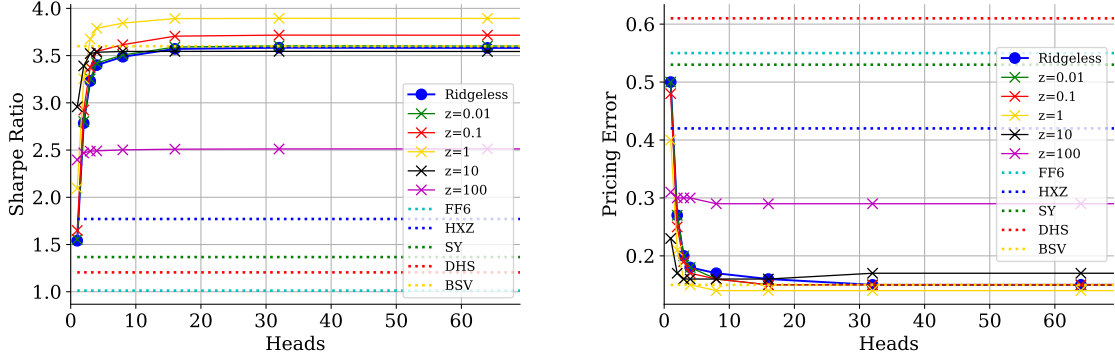 Sharpe Ratio
4.0
3.5
3.0
2.5
2.0
1.5
1.0
0 10 20 30 40 50 60
Heads
Ridgeless
z=0.01
z=0.1
z=1
z=10
z=100
FF6
HXZ
SY
DHS
BSV
Pricing Error
0.6
0.5
0.4
0.3
0.2
0 10 20 30 40 50 60
Heads
Ridgeless
z=0.01
z=0.1
z=1
z=10
z=100
FF6
HXZ
SY
DHS
BSV